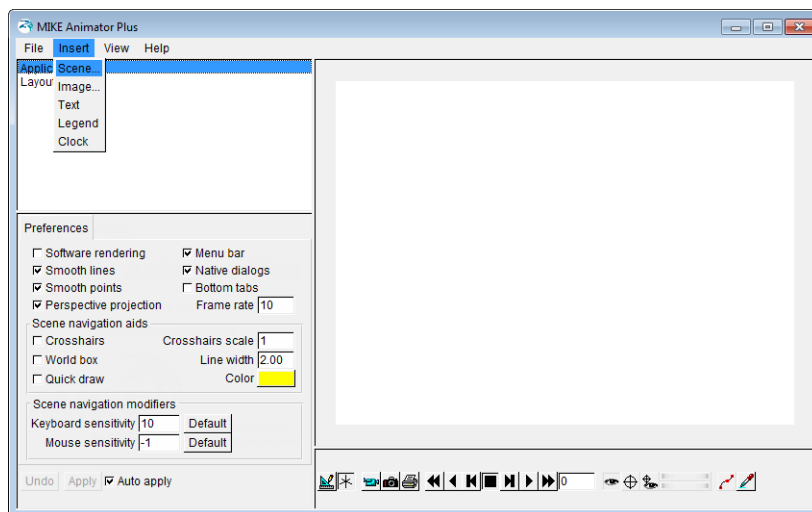 MIKE Animator Plus
File Insert View Help
Applic
Layou
Scene...
Image...
Text
Legend
Clock
Preferences
Software rendering Menu bar
Smooth lines Native dialogs
Smooth points Bottom tabs
Perspective projection Frame rate 10
Scene navigation aids
Crosshairs Crosshairs scale 1
World box Line width 2.00
Quick draw Color
Scene navigation modifiers
Keyboard sensitivity 10 Default
Mouse sensitivity -1 Default
Undo Apply Auto apply 0